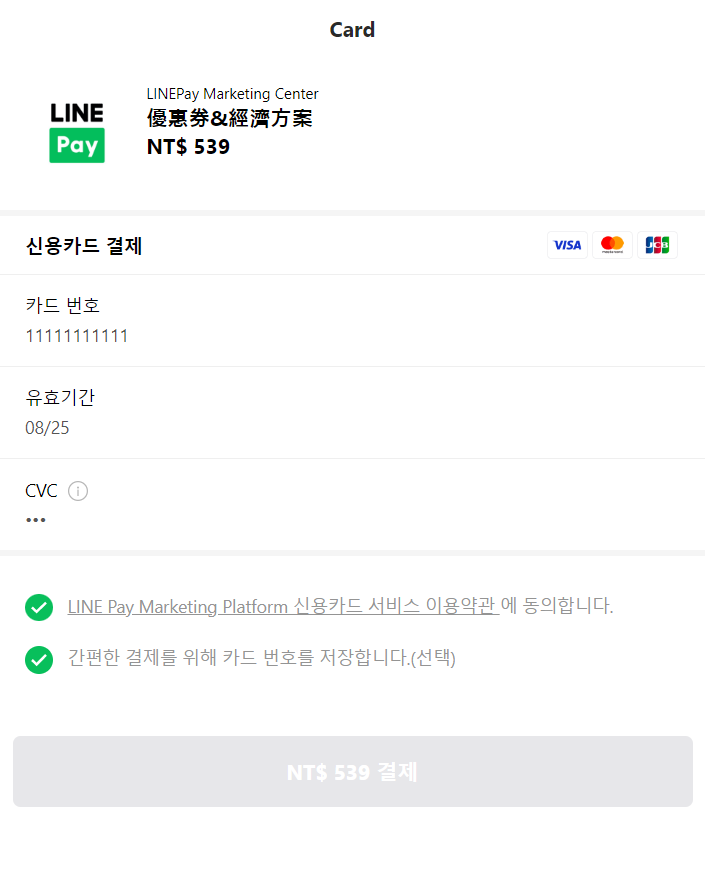 Card
LINEPay Marketing Center
LINE
Pay
優惠券&經濟方案
NT$ 539
신용카드 결제
VISA
mastercard
JCB
카드 번호
11111111111
유효기간
08/25
CVC
•••
LINE Pay Marketing Platform 신용카드 서비스 이용약관 에 동의합니다.
간편한 결제를 위해 카드 번호를 저장합니다.(선택)
NT$ 539 결제